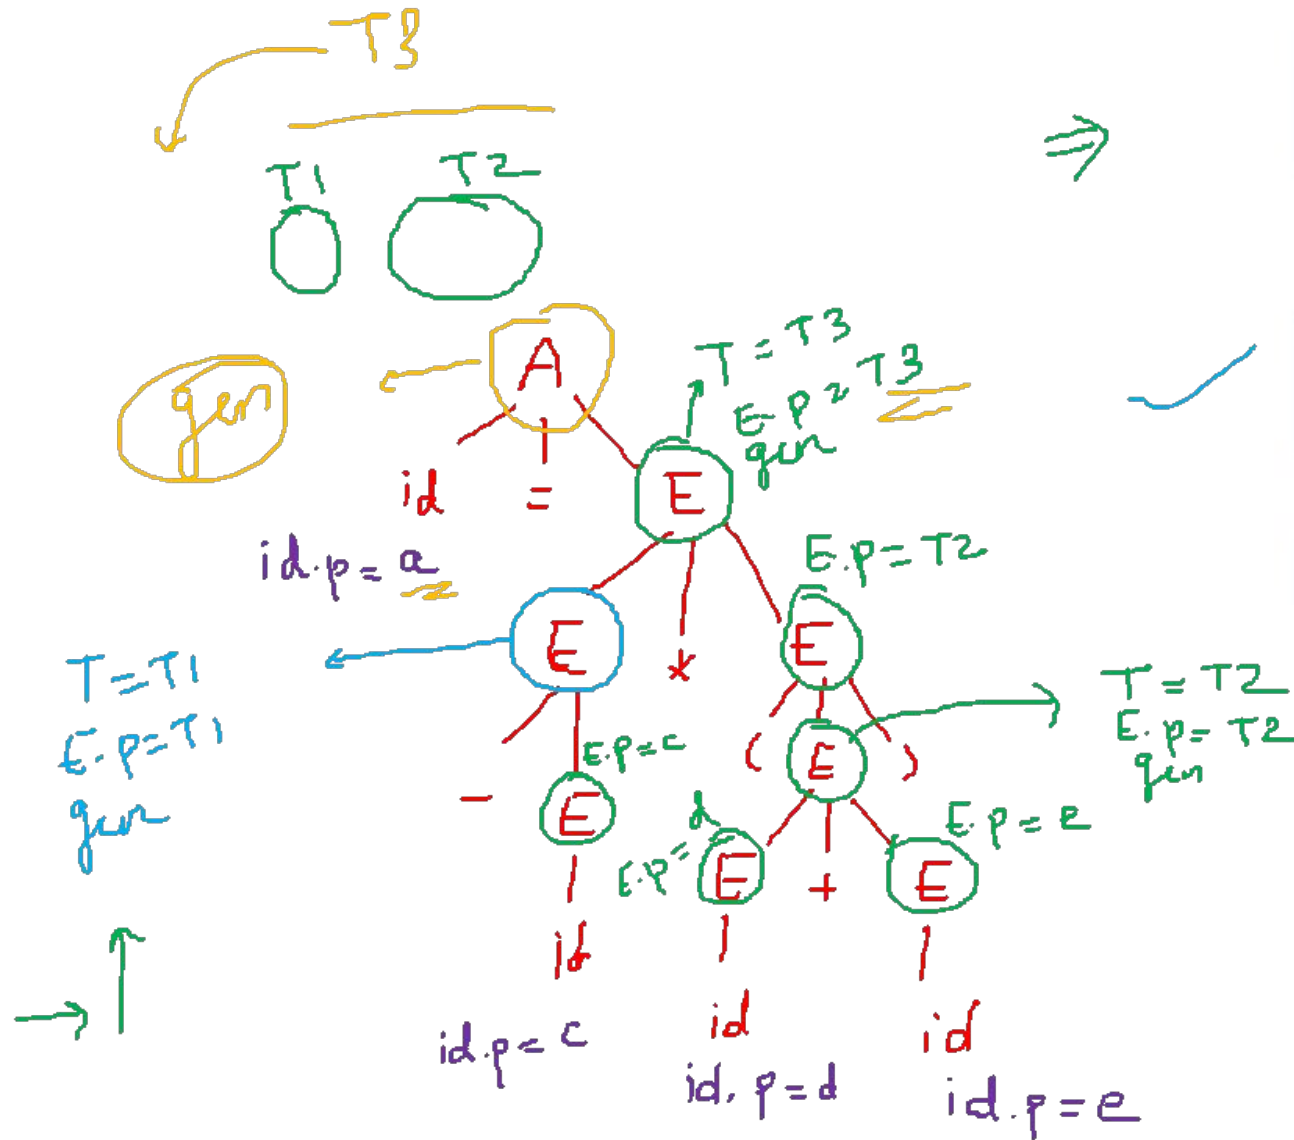 T3
T1 T2
A
T = T3
E.p = T3
gen
gen
id = E
id.p = a
E.p = T2
E * E
T = T1
E.p = T1
gen
T = T2
E.p = T2
gen
E.p = c
( E )
- E
E.p = d
E.p = e
E + E
id
id id
id.p = c
id.p = d
id.p = e